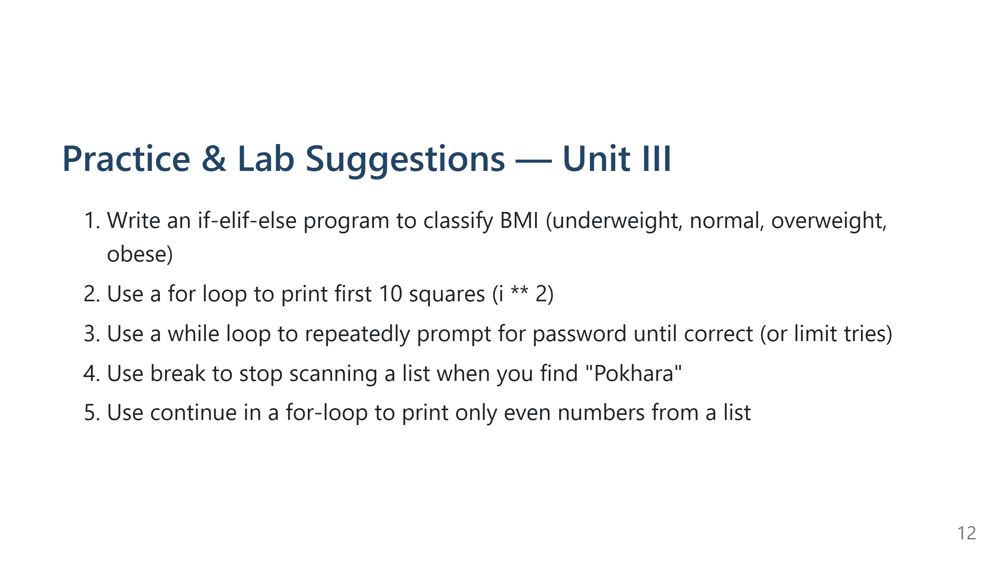 Practice & Lab Suggestions — Unit III
1. Write an if-elif-else program to classify BMI (underweight, normal, overweight,
obese)
2. Use a for loop to print first 10 squares (i ** 2)
3. Use a while loop to repeatedly prompt for password until correct (or limit tries)
4. Use break to stop scanning a list when you find "Pokhara"
5. Use continue in a for-loop to print only even numbers from a list
12